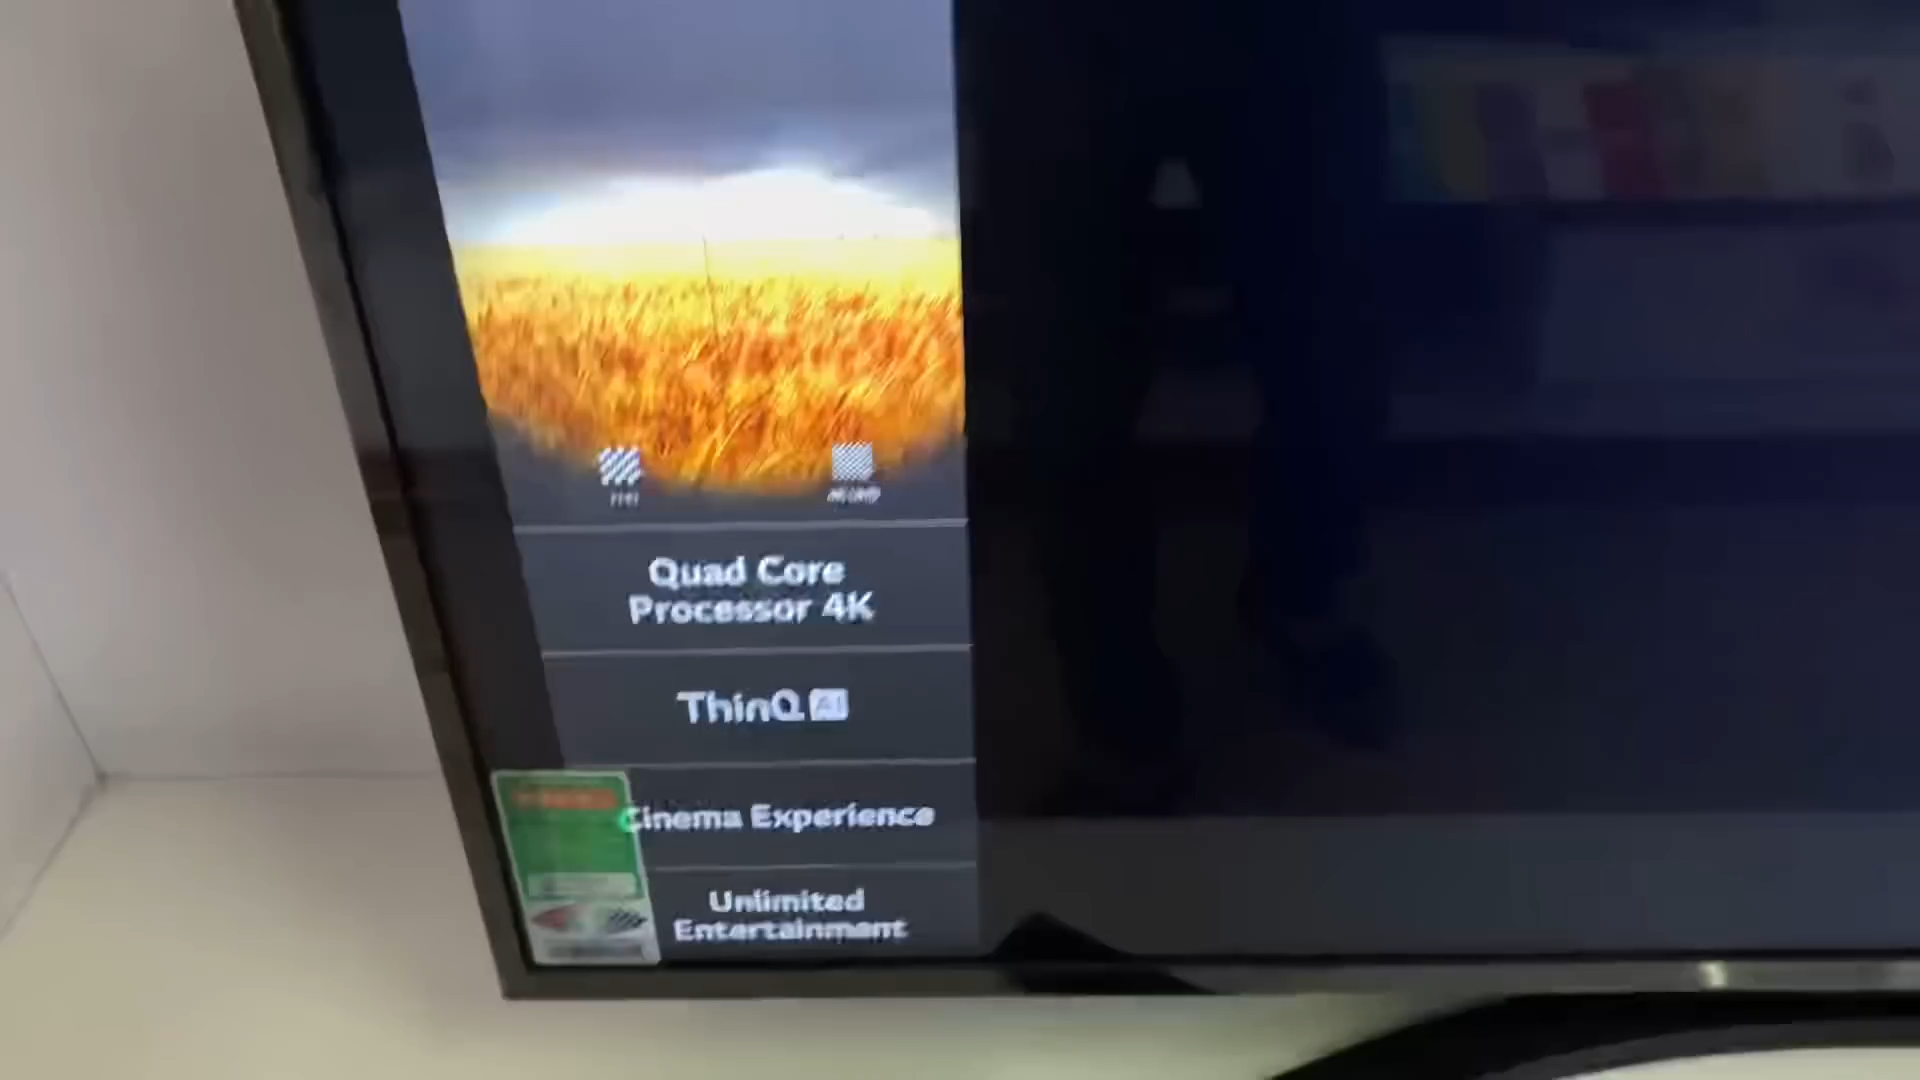 Quad Core
Processor 4K
ThinQ AI
Cinema Experience
Unlimited
Entertainment